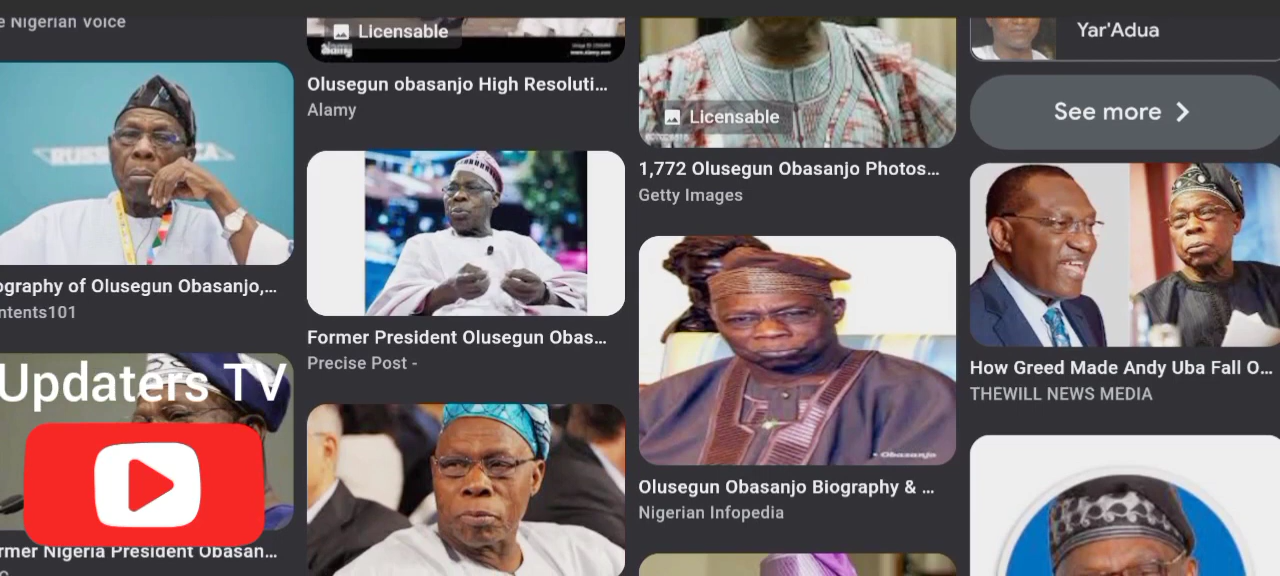 e Nigerian Voice
ography of Olusegun Obasanjo,...
ntents101
Updaters TV
rmer Nigeria President Obasan...
Licensable
alamy
Olusegun obasanjo High Resoluti...
Alamy
Former President Olusegun Obas...
Precise Post -
Licensable
1,772 Olusegun Obasanjo Photos...
Getty Images
Obasanjo
Olusegun Obasanjo Biography & ...
Nigerian Infopedia
Yar'Adua
See more
How Greed Made Andy Uba Fall O...
THEWILL NEWS MEDIA